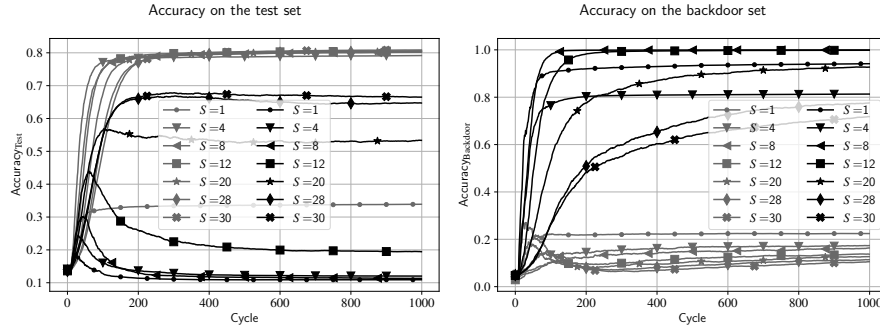 Accuracy on the test set
0.8
0.7
0.6
0.5
0.4
0.3
0.2
0.1
Accuracy_Test
S =1
S =4
S =8
S =12
S =20
S =28
S =30
S =1
S =4
S =8
S =12
S =20
S =28
S =30
0 200 400 600 800 1000
Cycle
Accuracy on the backdoor set
1.0
0.8
0.6
0.4
0.2
0.0
Accuracy_Backdoor
S =1
S =4
S =8
S =12
S =20
S =28
S =30
S =1
S =4
S =8
S =12
S =20
S =28
S =30
0 200 400 600 800 1000
Cycle